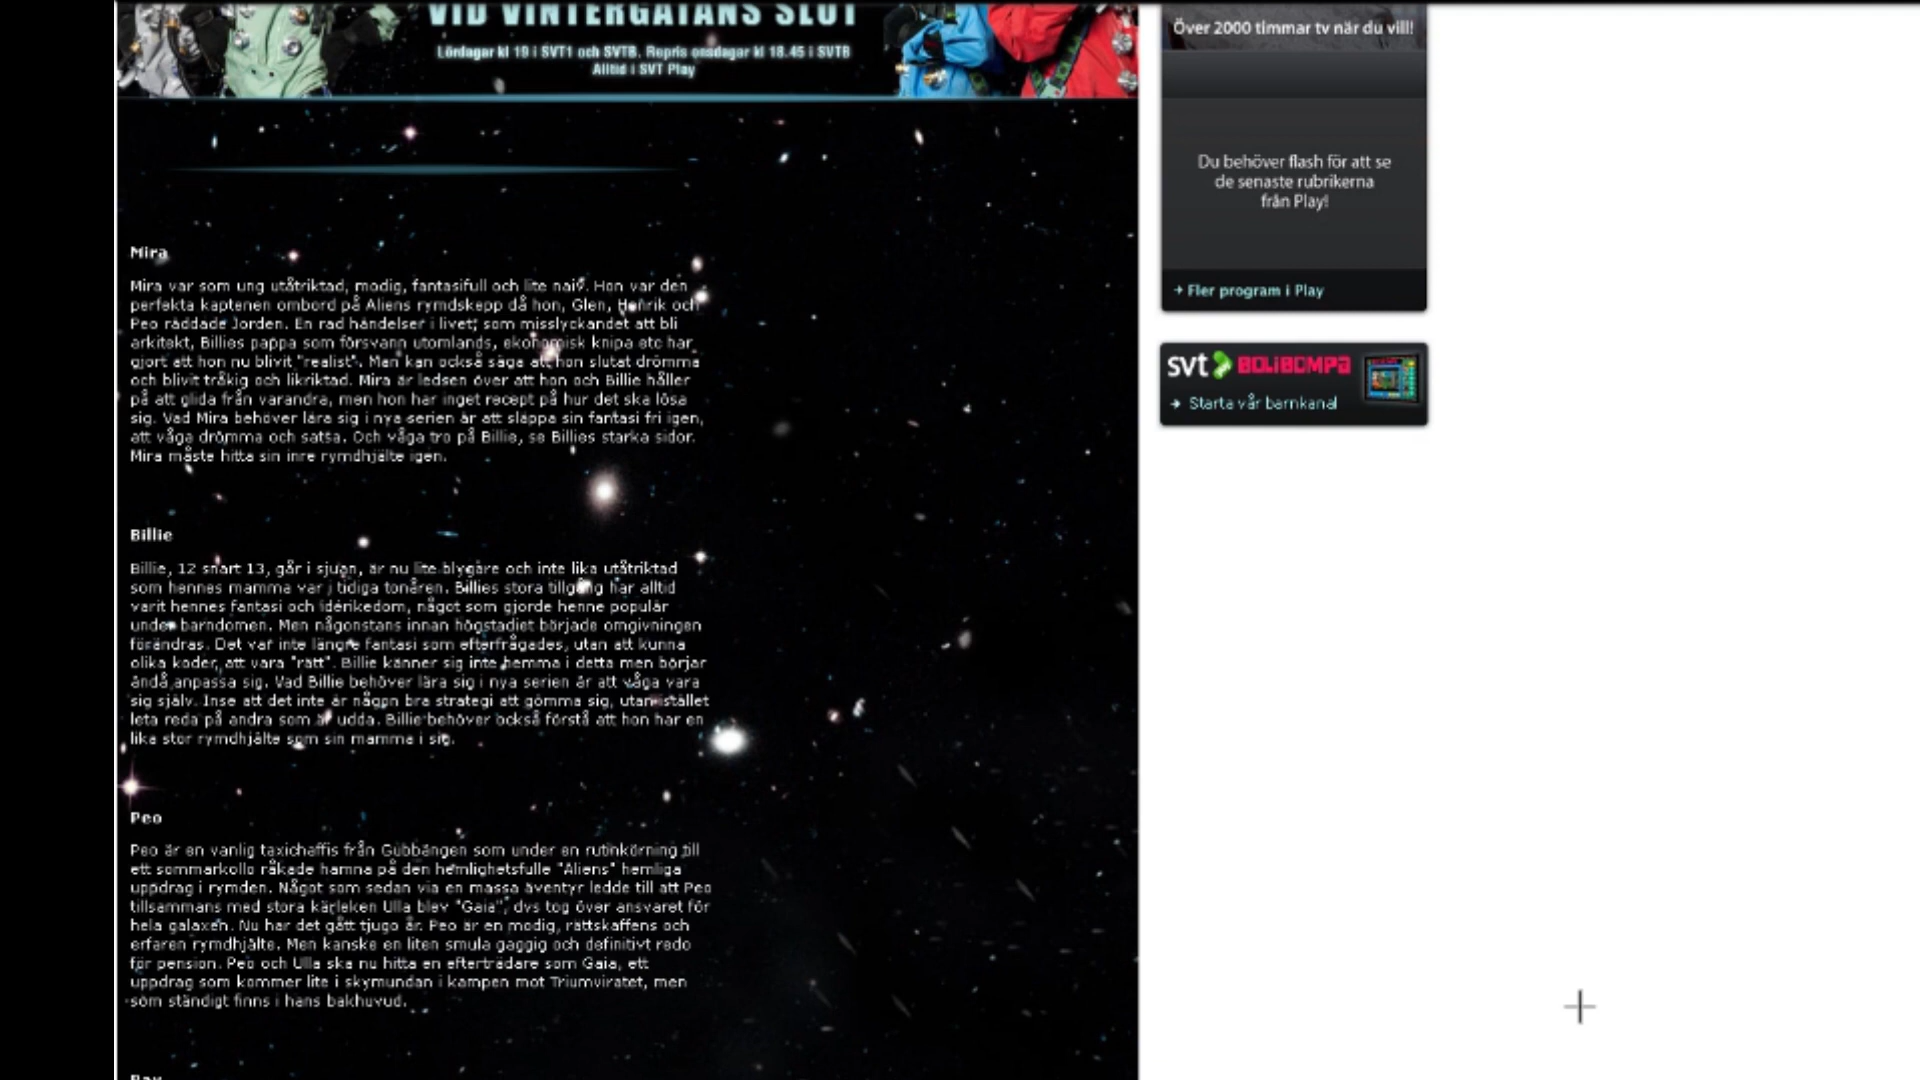 VID VINTERGATANS SLUT
Lördagar kl 19 i SVT1 och SVTB. Repris onsdagar kl 18.45 i SVTB
Alltid i SVT Play
Mira
Mira var som ung utåtriktad, modig, fantasifull och lite naiv. Hon var den
perfekta kaptenen ombord på Aliens rymdskepp då hon, Glen, Henrik och
Peo räddade Jorden. En rad händelser i livet; som misslyckandet att bli
arkitekt, Billies pappa som försvann utomlands, ekonomisk knipa etc har
gjort att hon nu blivit "realist". Man kan också säga att hon slutat drömma
och blivit tråkig och likriktad. Mira är ledsen över att hon och Billie håller
på att glida från varandra, men hon har inget recept på hur det ska lösa
sig. Vad Mira behöver lära sig i nya serien är att släppa sin fantasi fri igen,
att våga drömma och satsa. Och våga tro på Billie, se Billies starka sidor.
Mira måste hitta sin inre rymdhjälte igen.
Billie
Billie, 12 snart 13, går i sjuan, är nu lite blygare och inte lika utåtriktad
som hennes mamma var i tidiga tonåren. Billies stora tillgång har alltid
varit hennes fantasi och idérikedom, något som gjorde henne populär
under barndomen. Men någonstans innan högstadiet började omgivningen
förändras. Det var inte längre fantasi som efterfrågades, utan att kunna
olika koder, att vara "rätt". Billie känner sig inte hemma i detta men börjar
ändå anpassa sig. Vad Billie behöver lära sig i nya serien är att våga vara
sig själv. Inse att det inte är någon bra strategi att gömma sig, utan istället
leta reda på andra som är udda. Billie behöver också förstå att hon har en
lika stor rymdhjälte som sin mamma i sig.
Peo
Peo är en vanlig taxichaffis från Gubbängen som under en rutinkörning till
ett sommarkollo råkade hamna på den hemlighetsfulle "Aliens" hemliga
uppdrag i rymden. Något som sedan via en massa äventyr ledde till att Peo
tillsammans med stora kärleken Ulla blev "Gaia", dvs tog över ansvaret för
hela galaxen. Nu har det gått tjugo år. Peo är en modig, rättskaffens och
erfaren rymdhjälte. Men kanske en liten smula gaggig och definitivt redo
för pension. Peo och Ulla ska nu hitta en efterträdare som Gaia, ett
uppdrag som kommer lite i skymundan i kampen mot Triumviratet, men
som ständigt finns i hans bakhuvud.
Över 2000 timmar tv när du vill!
Du behöver flash för att se
de senaste rubrikerna
från Play!
Fler program i Play
svt BOLiBOMPA
Starta vår barnkanal